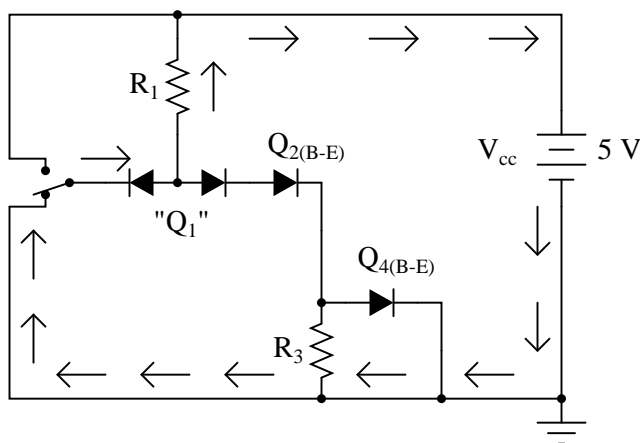 R1
Q2(B-E)
Vcc 5 V
"Q1"
Q4(B-E)
R3